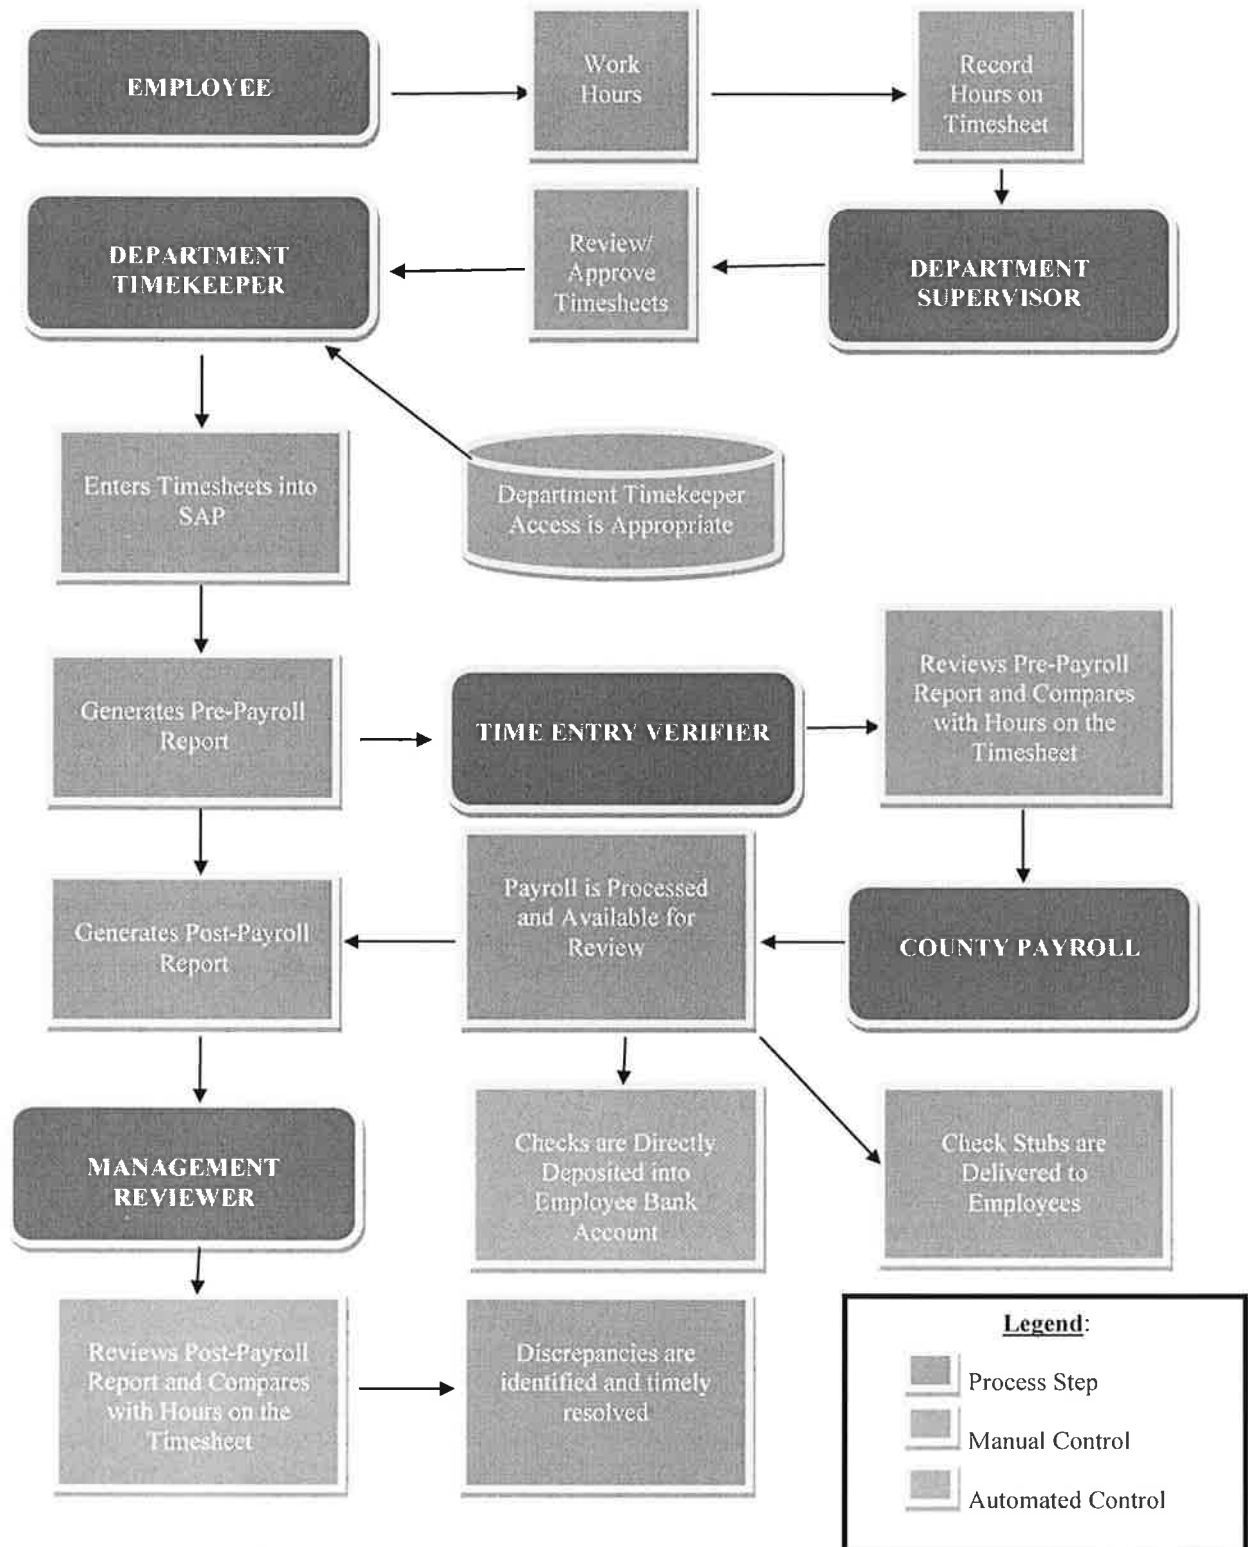 EMPLOYEE
Work
Hours
Record
Hours on
Timesheet
DEPARTMENT
TIMEKEEPER
Review/
Approve
Timesheets
DEPARTMENT
SUPERVISOR
Enters Timesheets into
SAP
Department Timekeeper
Access is Appropriate
Generates Pre-Payroll
Report
TIME ENTRY VERIFIER
Reviews Pre-Payroll
Report and Compares
with Hours on the
Timesheet
Generates Post-Payroll
Report
Payroll is Processed
and Available for
Review
COUNTY PAYROLL
MANAGEMENT
REVIEWER
Checks are Directly
Deposited into
Employee Bank
Account
Check Stubs are
Delivered to
Employees
Reviews Post-Payroll
Report and Compares
with Hours on the
Timesheet
Discrepancies are
identified and timely
resolved
Legend:
Process Step
Manual Control
Automated Control